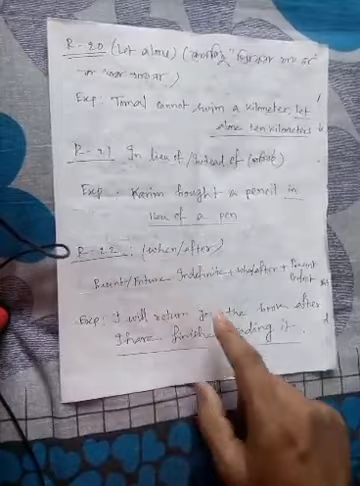 R-20 (Let alone)
Exp: Tomal cannot swim a kilometer, let
alone ten kilometers
R-21 In lieu of/Instead of
Exp: Karim bought a pencil in
lieu of a pen
R-22: (when/after)
Present/Future Indefinite + when/after + Present
Perfect
Exp: I will return you the book after
I have finished reading it.